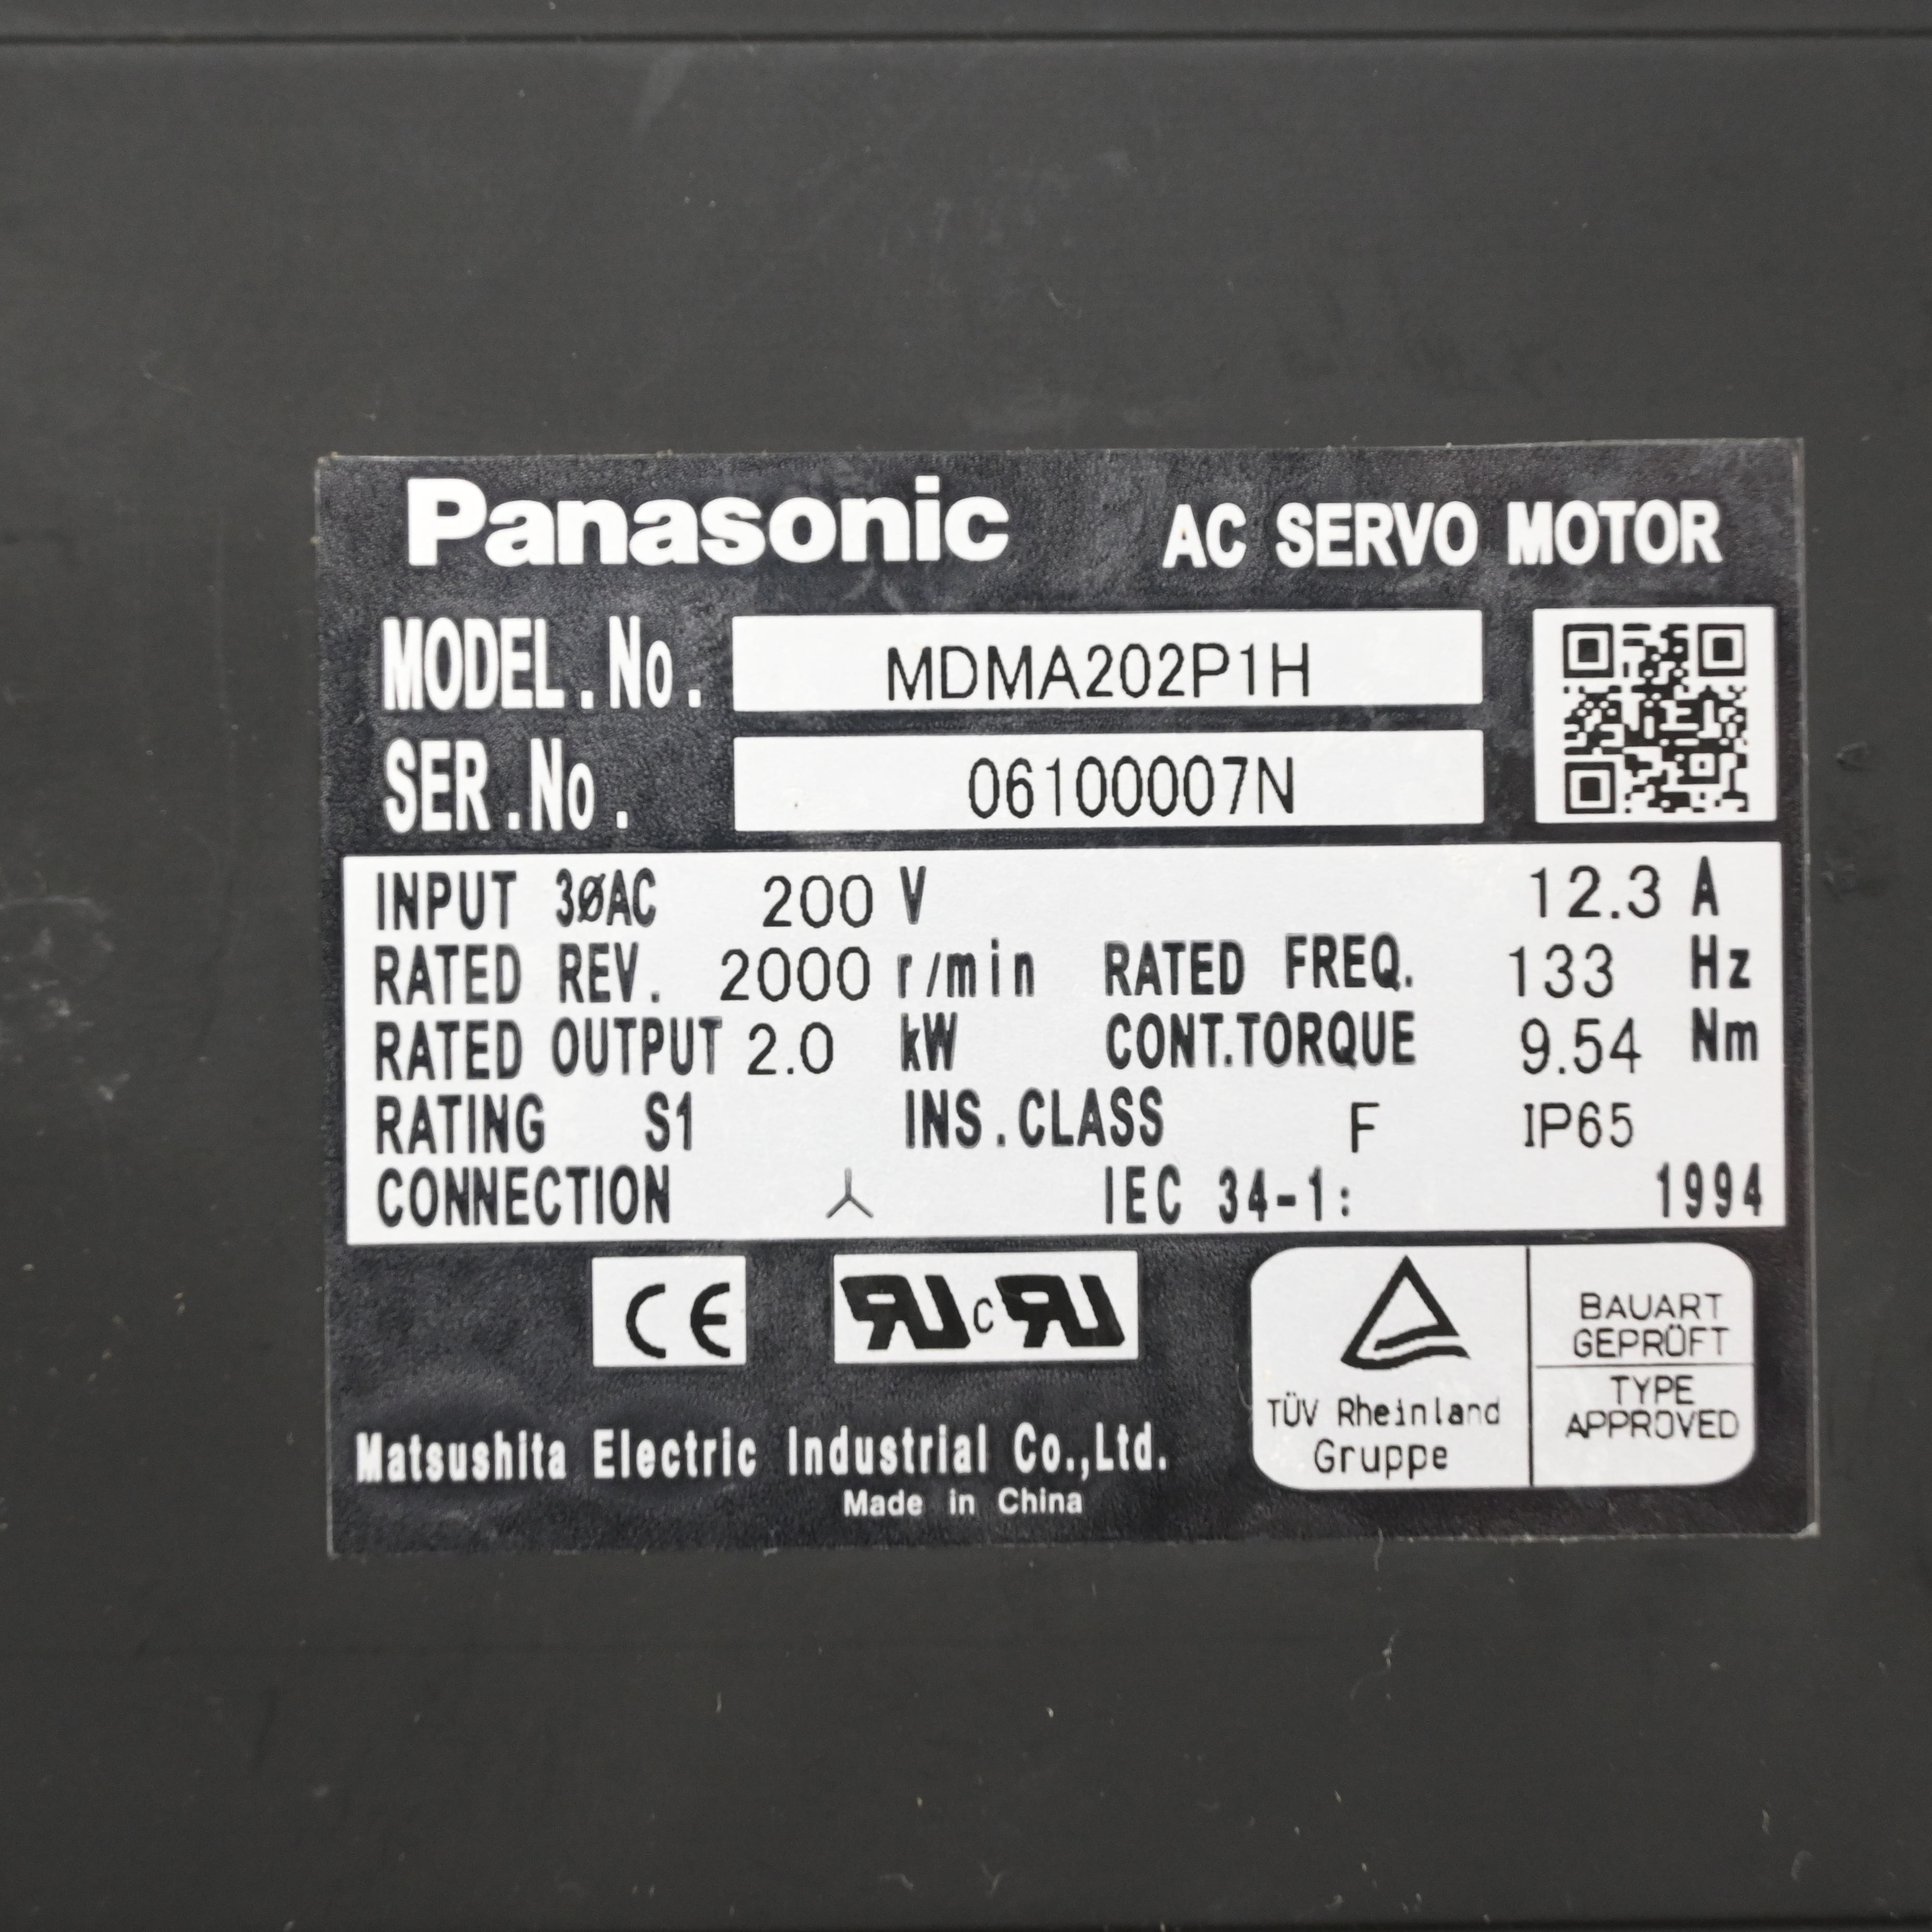 Panasonic AC SERVO MOTOR
MODEL.No. MDMA202P1H
SER.No. 06100007N
INPUT 3øAC 200 V 12.3 A
RATED REV. 2000 r/min RATED FREQ. 133 Hz
RATED OUTPUT 2.0 kW CONT.TORQUE 9.54 Nm
RATING S1 INS.CLASS F IP65
CONNECTION IEC 34-1: 1994
CE
RU c RU
BAUART
GEPRÜFT
TYPE
APPROVED
TÜV Rheinland
Gruppe
Matsushita Electric Industrial Co.,Ltd.
Made in China